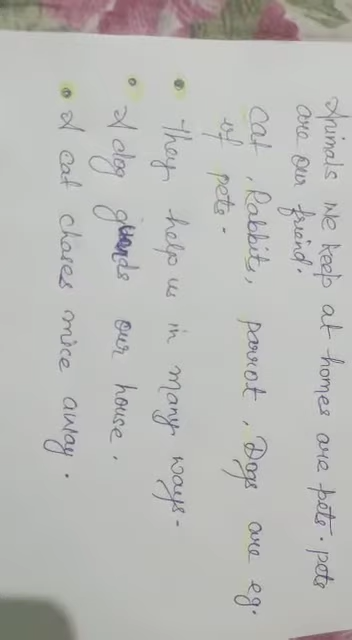 Animals we keep at homes are pets. pets
are our friend.
Cat, Rabbits, parrot, Dogs are eg.
of pets.
• They help us in many ways.
• A dog guards our house.
• A cat chases mice away.